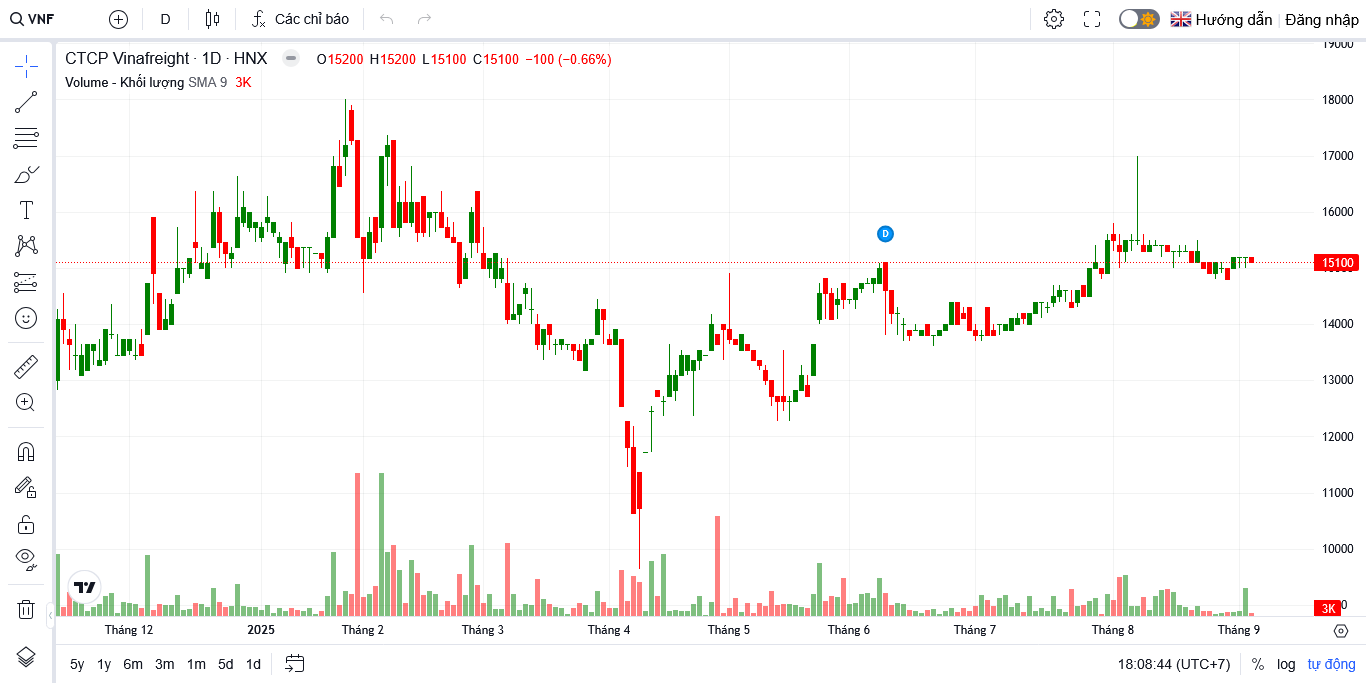 VNF D Các chỉ báo Hướng dẫn Đăng nhập
CTCP Vinafreight · 1D · HNX O15200 H15200 L15100 C15100 −100 (−0.66%)
Volume - Khối lượng SMA 9 3K
19000
18000
17000
16000
15100
14000
13000
12000
11000
10000
3K
D
Tháng 12 2025 Tháng 2 Tháng 3 Tháng 4 Tháng 5 Tháng 6 Tháng 7 Tháng 8 Tháng 9
5y 1y 6m 3m 1m 5d 1d 18:08:44 (UTC+7) % log tự động